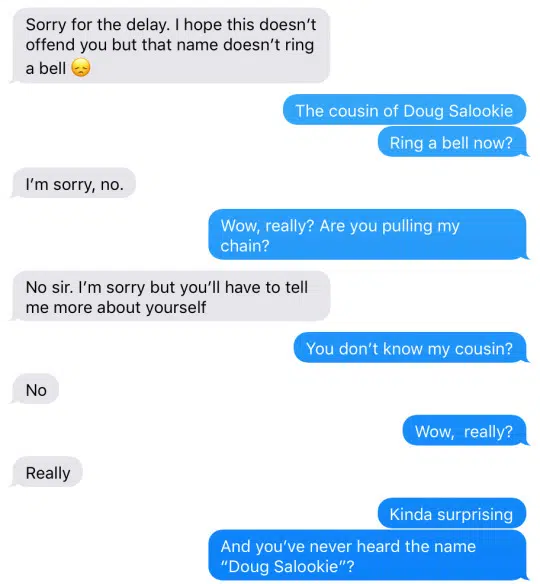 Sorry for the delay. I hope this doesn’t
offend you but that name doesn’t ring
a bell 😞
The cousin of Doug Salookie
Ring a bell now?
I’m sorry, no.
Wow, really? Are you pulling my
chain?
No sir. I’m sorry but you’ll have to tell
me more about yourself
You don’t know my cousin?
No
Wow,  really?
Really
Kinda surprising
And you’ve never heard the name
“Doug Salookie”?